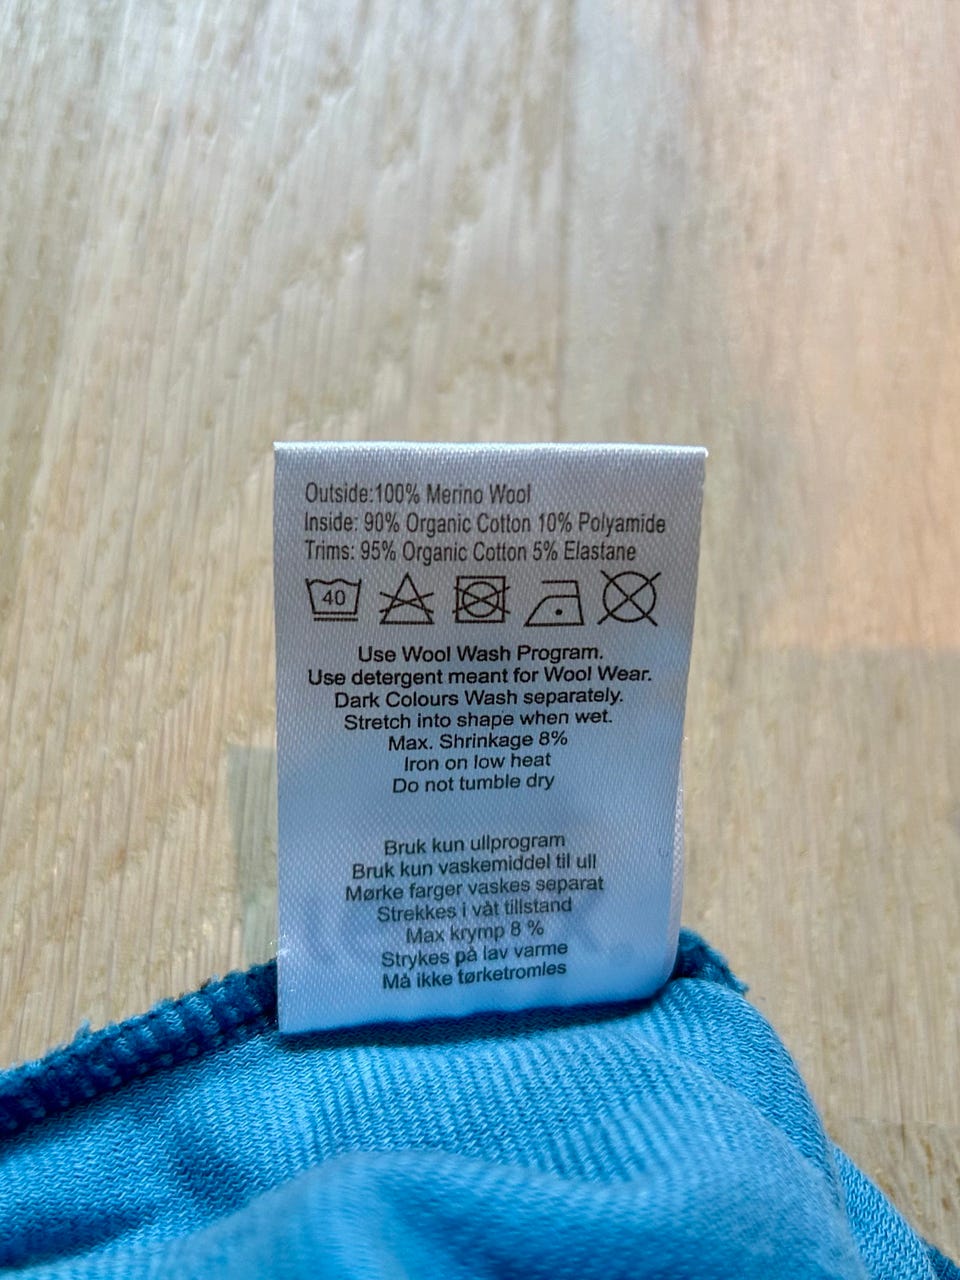 Outside:100% Merino Wool
Inside: 90% Organic Cotton 10% Polyamide
Trims: 95% Organic Cotton 5% Elastane
40
Use Wool Wash Program.
Use detergent meant for Wool Wear.
Dark Colours Wash separately.
Stretch into shape when wet.
Max. Shrinkage 8%
Iron on low heat
Do not tumble dry
Bruk kun ullprogram
Bruk kun vaskemiddel til ull
Mørke farger vaskes separat
Strekkes i våt tillstand
Max krymp 8 %
Strykes på lav varme
Må ikke tørketromles